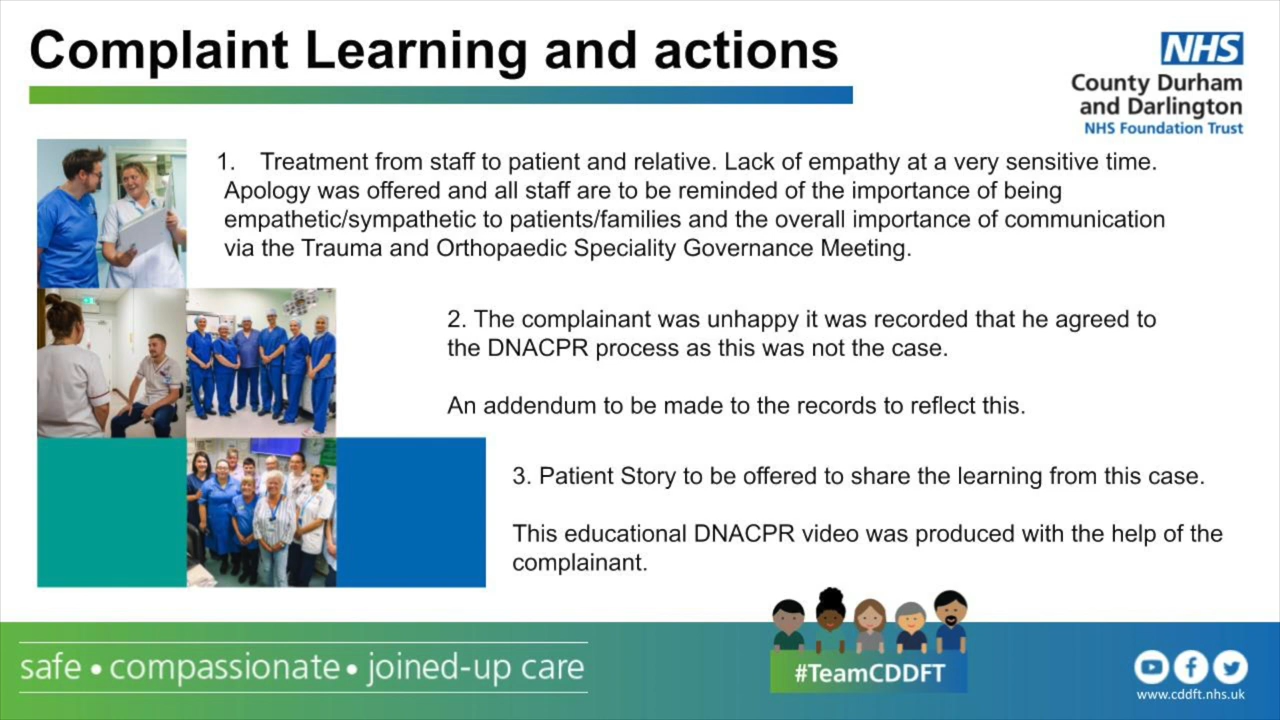 Complaint Learning and actions
NHS
County Durham
and Darlington
NHS Foundation Trust
1. Treatment from staff to patient and relative. Lack of empathy at a very sensitive time.
Apology was offered and all staff are to be reminded of the importance of being
empathetic/sympathetic to patients/families and the overall importance of communication
via the Trauma and Orthopaedic Speciality Governance Meeting.
2. The complainant was unhappy it was recorded that he agreed to
the DNACPR process as this was not the case.
An addendum to be made to the records to reflect this.
3. Patient Story to be offered to share the learning from this case.
This educational DNACPR video was produced with the help of the
complainant.
safe • compassionate • joined-up care
#TeamCDDFT
www.cddft.nhs.uk